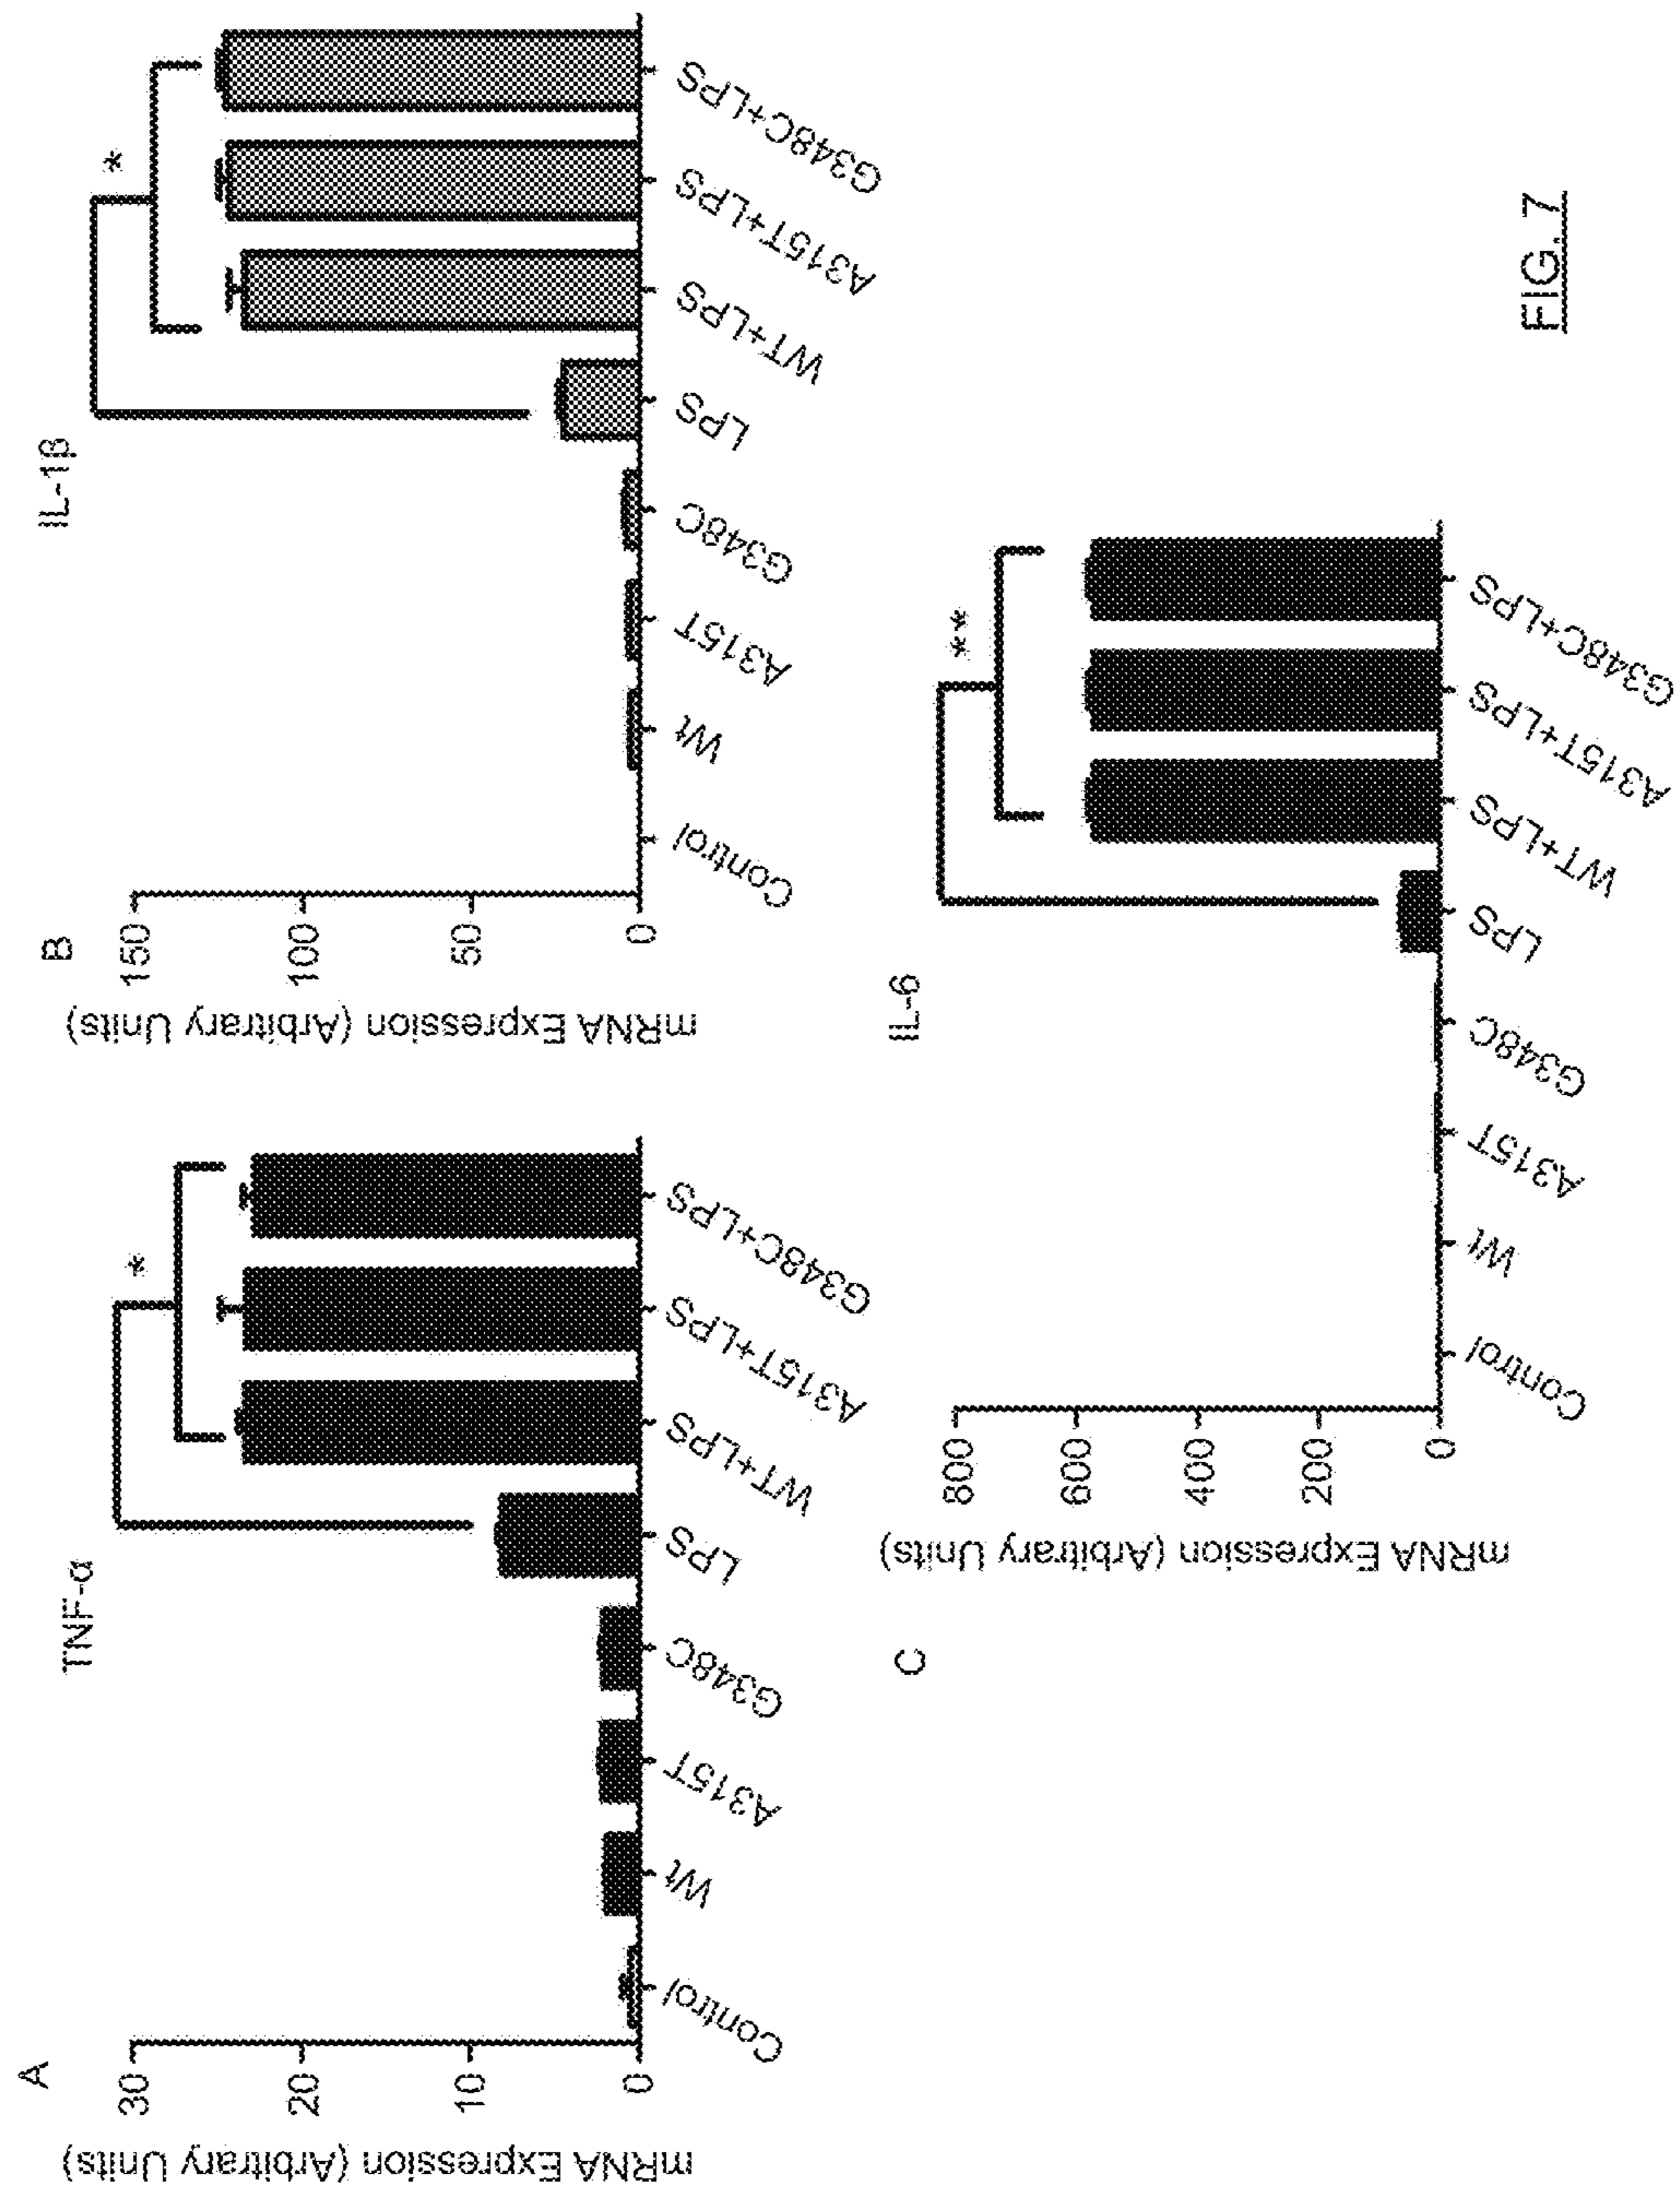 A
TNF-α
mRNA Expression (Arbitrary Units)
30
20
10
0
Control
Wt
A315T
G348C
LPS
WT+LPS
A315T+LPS
G348C+LPS
*
B
IL-1β
mRNA Expression (Arbitrary Units)
150
100
50
0
Control
Wt
A315T
G348C
LPS
WT+LPS
A315T+LPS
G348C+LPS
*
C
IL-6
mRNA Expression (Arbitrary Units)
800
600
400
200
0
Control
Wt
A315T
G348C
LPS
WT+LPS
A315T+LPS
G348C+LPS
**
FIG. 7